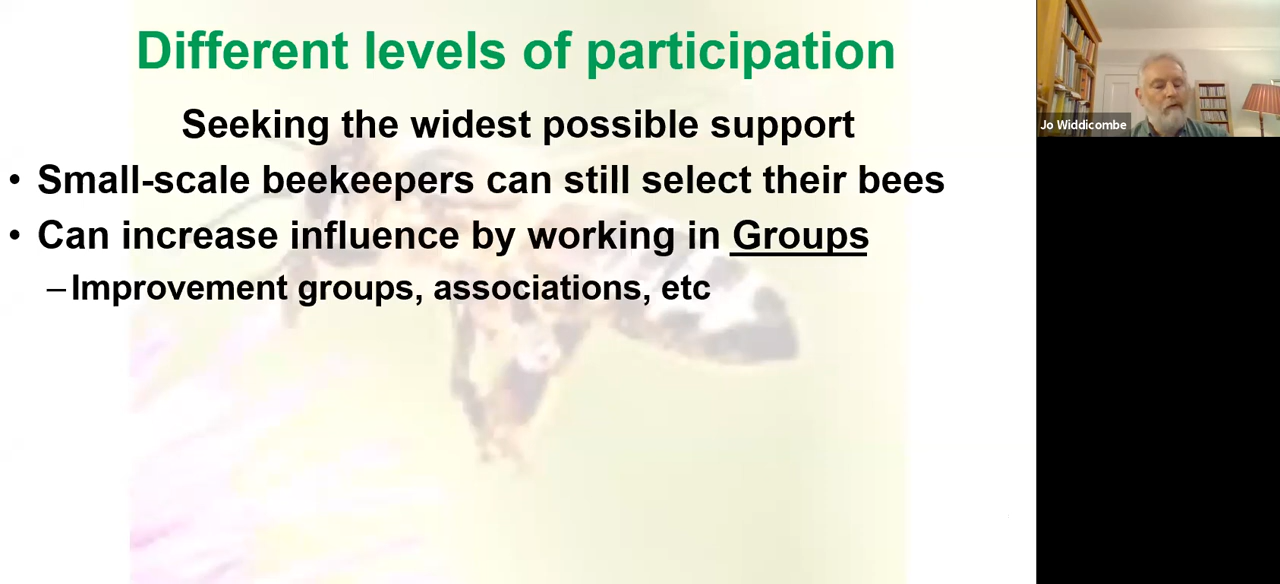 Different levels of participation
Seeking the widest possible support
• Small-scale beekeepers can still select their bees
• Can increase influence by working in Groups
– Improvement groups, associations, etc
Jo Widdicombe